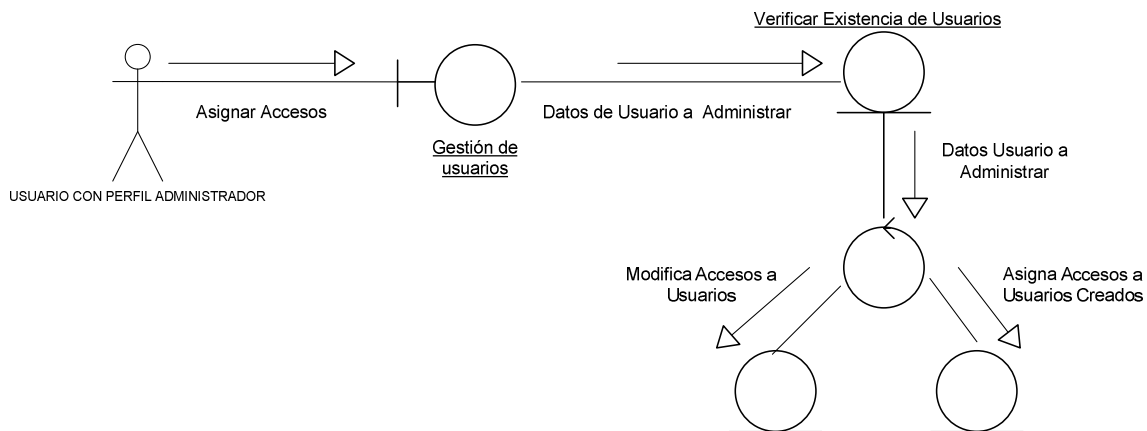 Verificar Existencia de Usuarios
Asignar Accesos
Datos de Usuario a Administrar
Gestión de
usuarios
USUARIO CON PERFIL ADMINISTRADOR
Datos Usuario a
Administrar
Modifica Accesos a
Usuarios
Asigna Accesos a
Usuarios Creados